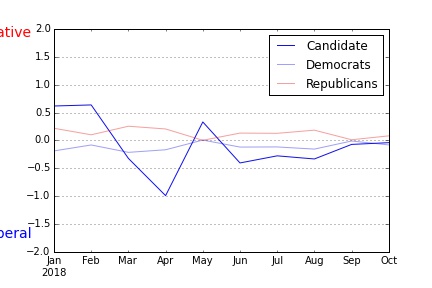 ative
eral
2.0
1.5
1.0
0.5
0.0
−0.5
−1.0
−1.5
−2.0
Candidate
Democrats
Republicans
Jan Feb Mar Apr May Jun Jul Aug Sep Oct
2018